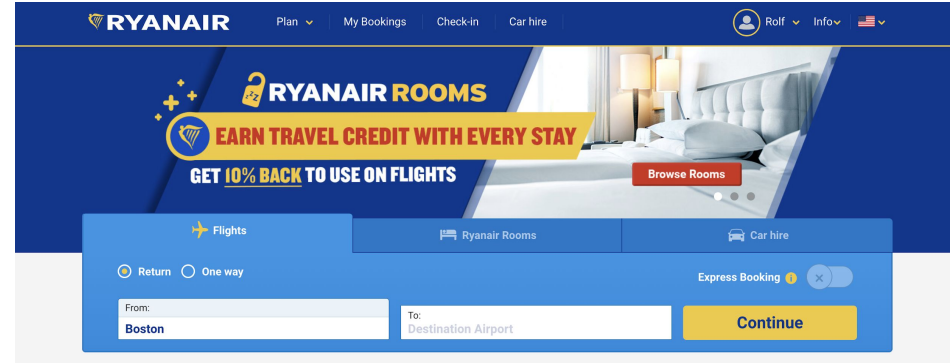 RYANAIR Plan My Bookings Check-in Car hire Rolf Info
RYANAIR ROOMS
zz
EARN TRAVEL CREDIT WITH EVERY STAY
GET 10% BACK TO USE ON FLIGHTS
Browse Rooms
Flights Ryanair Rooms Car hire
Return One way Express Booking i
From:
Boston
To:
Destination Airport
Continue